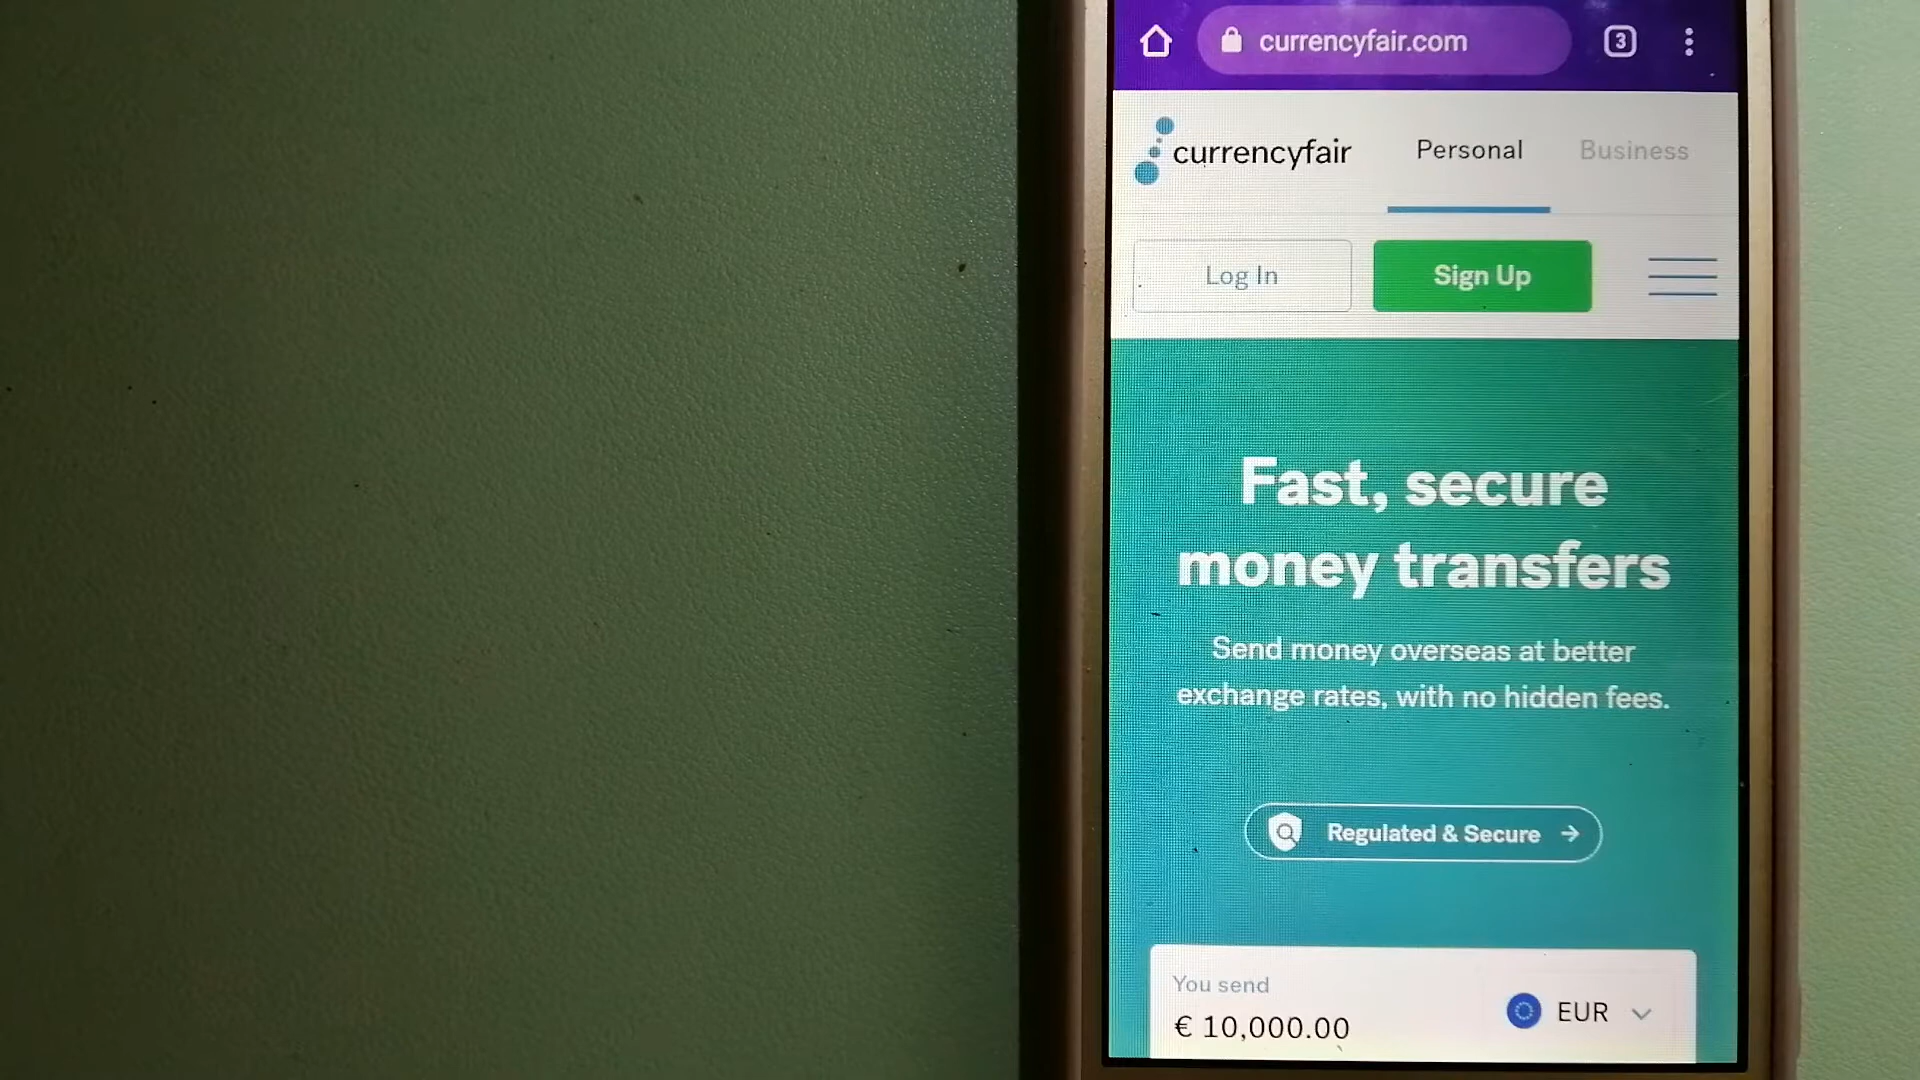 currencyfair.com
3
currencyfair
Personal
Business
Log In
Sign Up
Fast, secure
money transfers
Send money overseas at better
exchange rates, with no hidden fees.
Regulated & Secure →
You send
€ 10,000.00
EUR